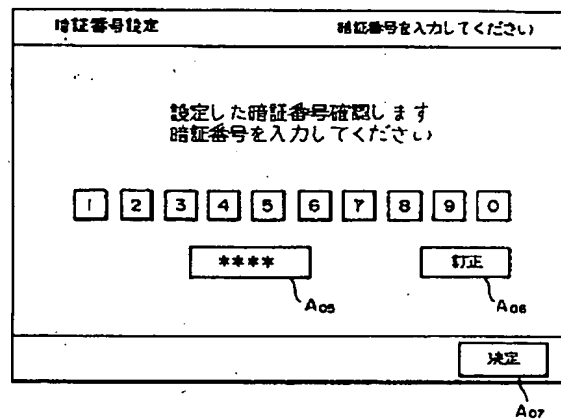 暗証番号設定 暗証番号を入力してください
設定した暗証番号確認します
暗証番号を入力してください
1 2 3 4 5 6 7 8 9 0
**** 訂正
A05 A06
決定
A07